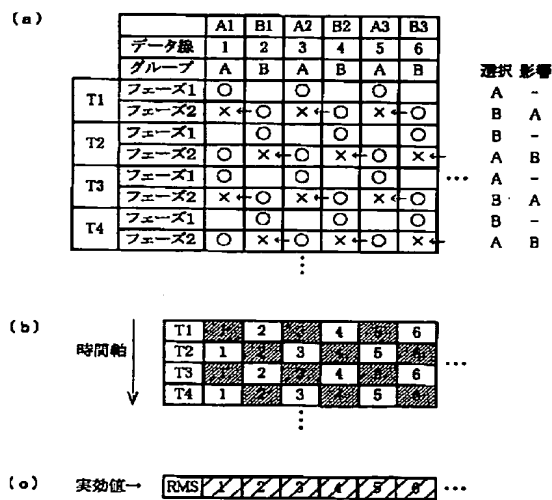 (a)
A1 B1 A2 B2 A3 B3
データ線 1 2 3 4 5 6
グループ A B A B A B 選択 影響
T1 フェーズ1 ○ ○ ○ A -
フェーズ2 ×←○ ×←○ ×←○ B A
T2 フェーズ1 ○ ○ ○ B -
フェーズ2 ○ ×←○ ×←○ ×← A B
T3 フェーズ1 ○ ○ ○ … A -
フェーズ2 ×←○ ×←○ ×←○ B A
T4 フェーズ1 ○ ○ ○ B -
フェーズ2 ○ ×←○ ×←○ ×← A B
⋮
(b)
時間軸
T1 1 2 3 4 5 6
T2 1 2 3 4 5 6 …
T3 1 2 3 4 5 6
T4 1 2 3 4 5 6
⋮
(c) 実効値→ RMS 1 2 3 4 5 6 …